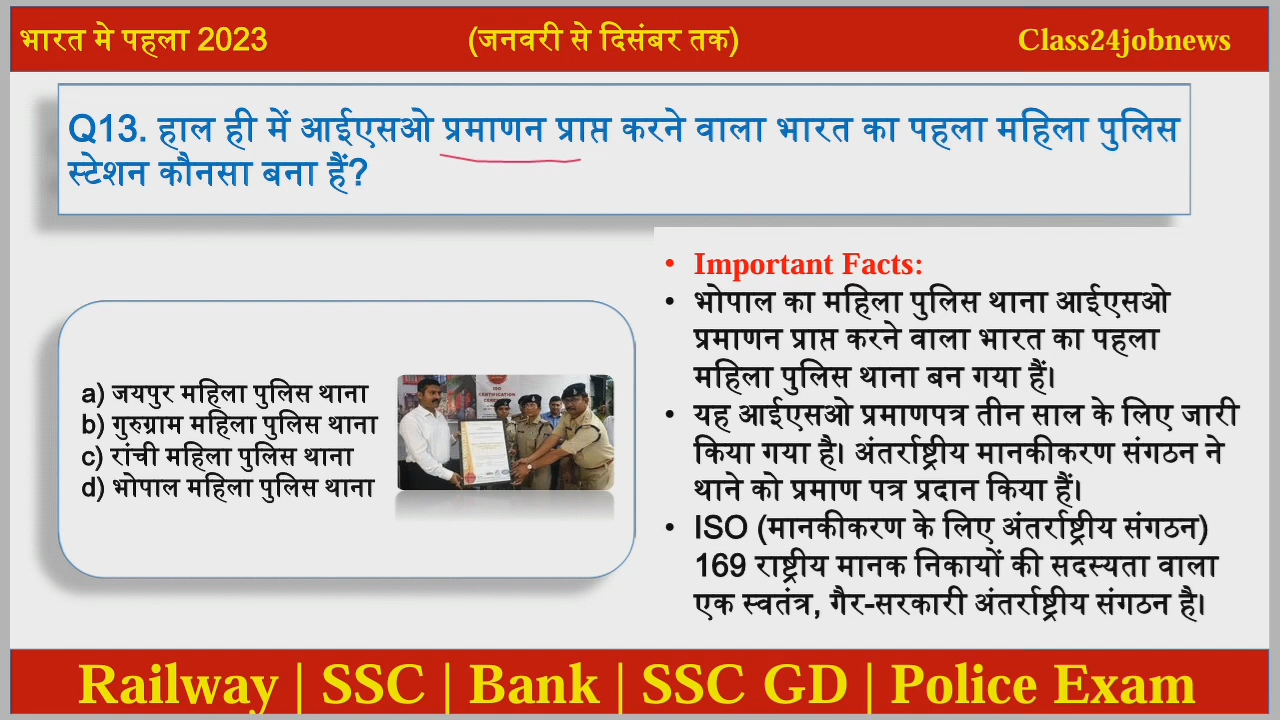 भारत मे पहला 2023 (जनवरी से दिसंबर तक) Class24jobnews
Q13. हाल ही में आईएसओ प्रमाणन प्राप्त करने वाला भारत का पहला महिला पुलिस
स्टेशन कौनसा बना हैं?
a) जयपुर महिला पुलिस थाना
b) गुरुग्राम महिला पुलिस थाना
c) रांची महिला पुलिस थाना
d) भोपाल महिला पुलिस थाना
ISO
CERTIFICATION
• Important Facts:
• भोपाल का महिला पुलिस थाना आईएसओ
प्रमाणन प्राप्त करने वाला भारत का पहला
महिला पुलिस थाना बन गया हैं।
• यह आईएसओ प्रमाणपत्र तीन साल के लिए जारी
किया गया है। अंतर्राष्ट्रीय मानकीकरण संगठन ने
थाने को प्रमाण पत्र प्रदान किया हैं।
• ISO (मानकीकरण के लिए अंतर्राष्ट्रीय संगठन)
169 राष्ट्रीय मानक निकायों की सदस्यता वाला
एक स्वतंत्र, गैर-सरकारी अंतर्राष्ट्रीय संगठन है।
Railway | SSC | Bank | SSC GD | Police Exam